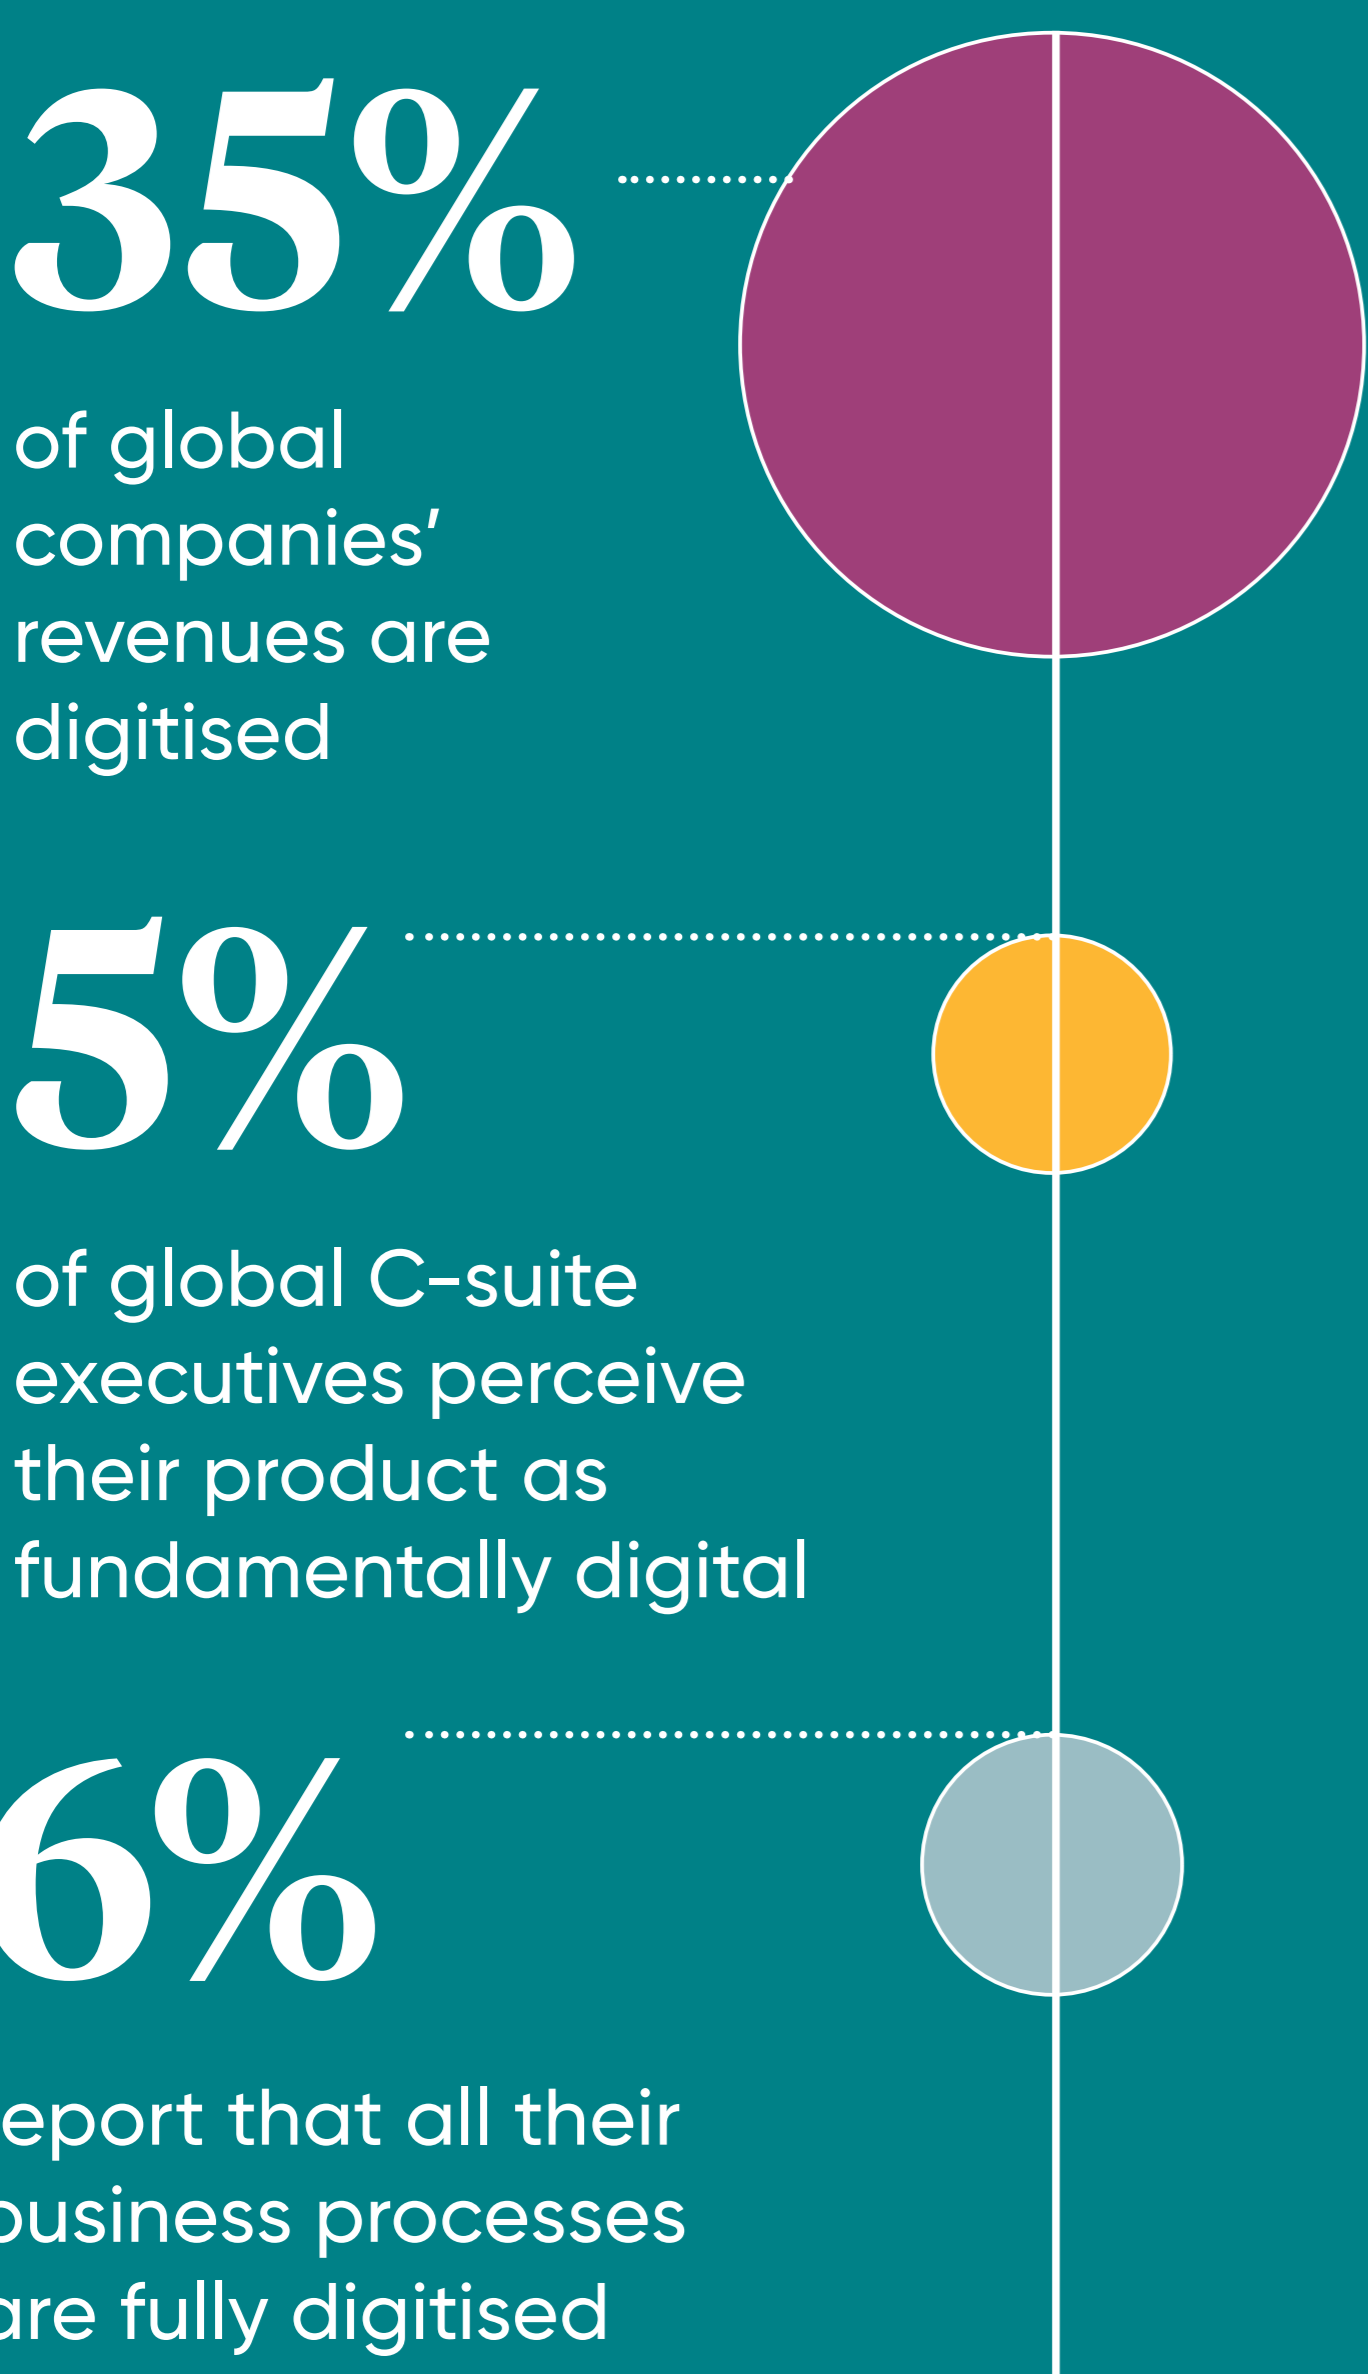 35%
of global
companies’
revenues are
digitised
5%
of global C-suite
executives perceive
their product as
fundamentally digital
6%
eport that all their
business processes
are fully digitised